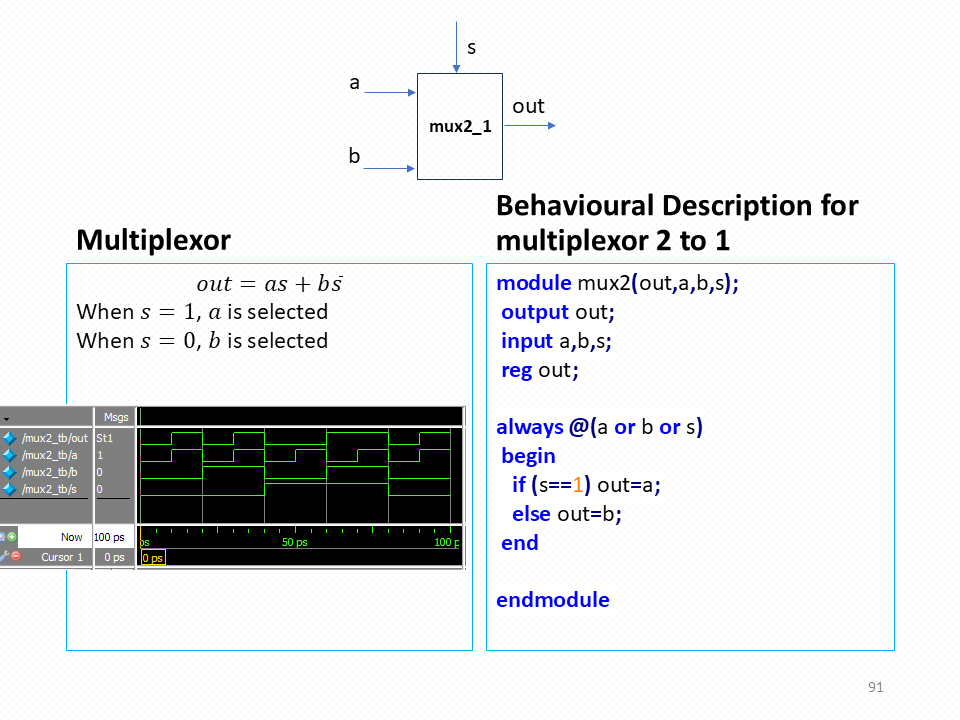 s
a
out
mux2_1
b
Multiplexor
Behavioural Description for
multiplexor 2 to 1
out = as + bs̄
When s = 1, a is selected
When s = 0, b is selected
module mux2(out,a,b,s);
output out;
input a,b,s;
reg out;
always @(a or b or s)
begin
if (s==1) out=a;
else out=b;
end
endmodule
Msgs
/mux2_tb/out St1
/mux2_tb/a 1
/mux2_tb/b 0
/mux2_tb/s 0
Now 100 ps ps 50 ps 100 p
Cursor 1 0 ps 0 ps
91